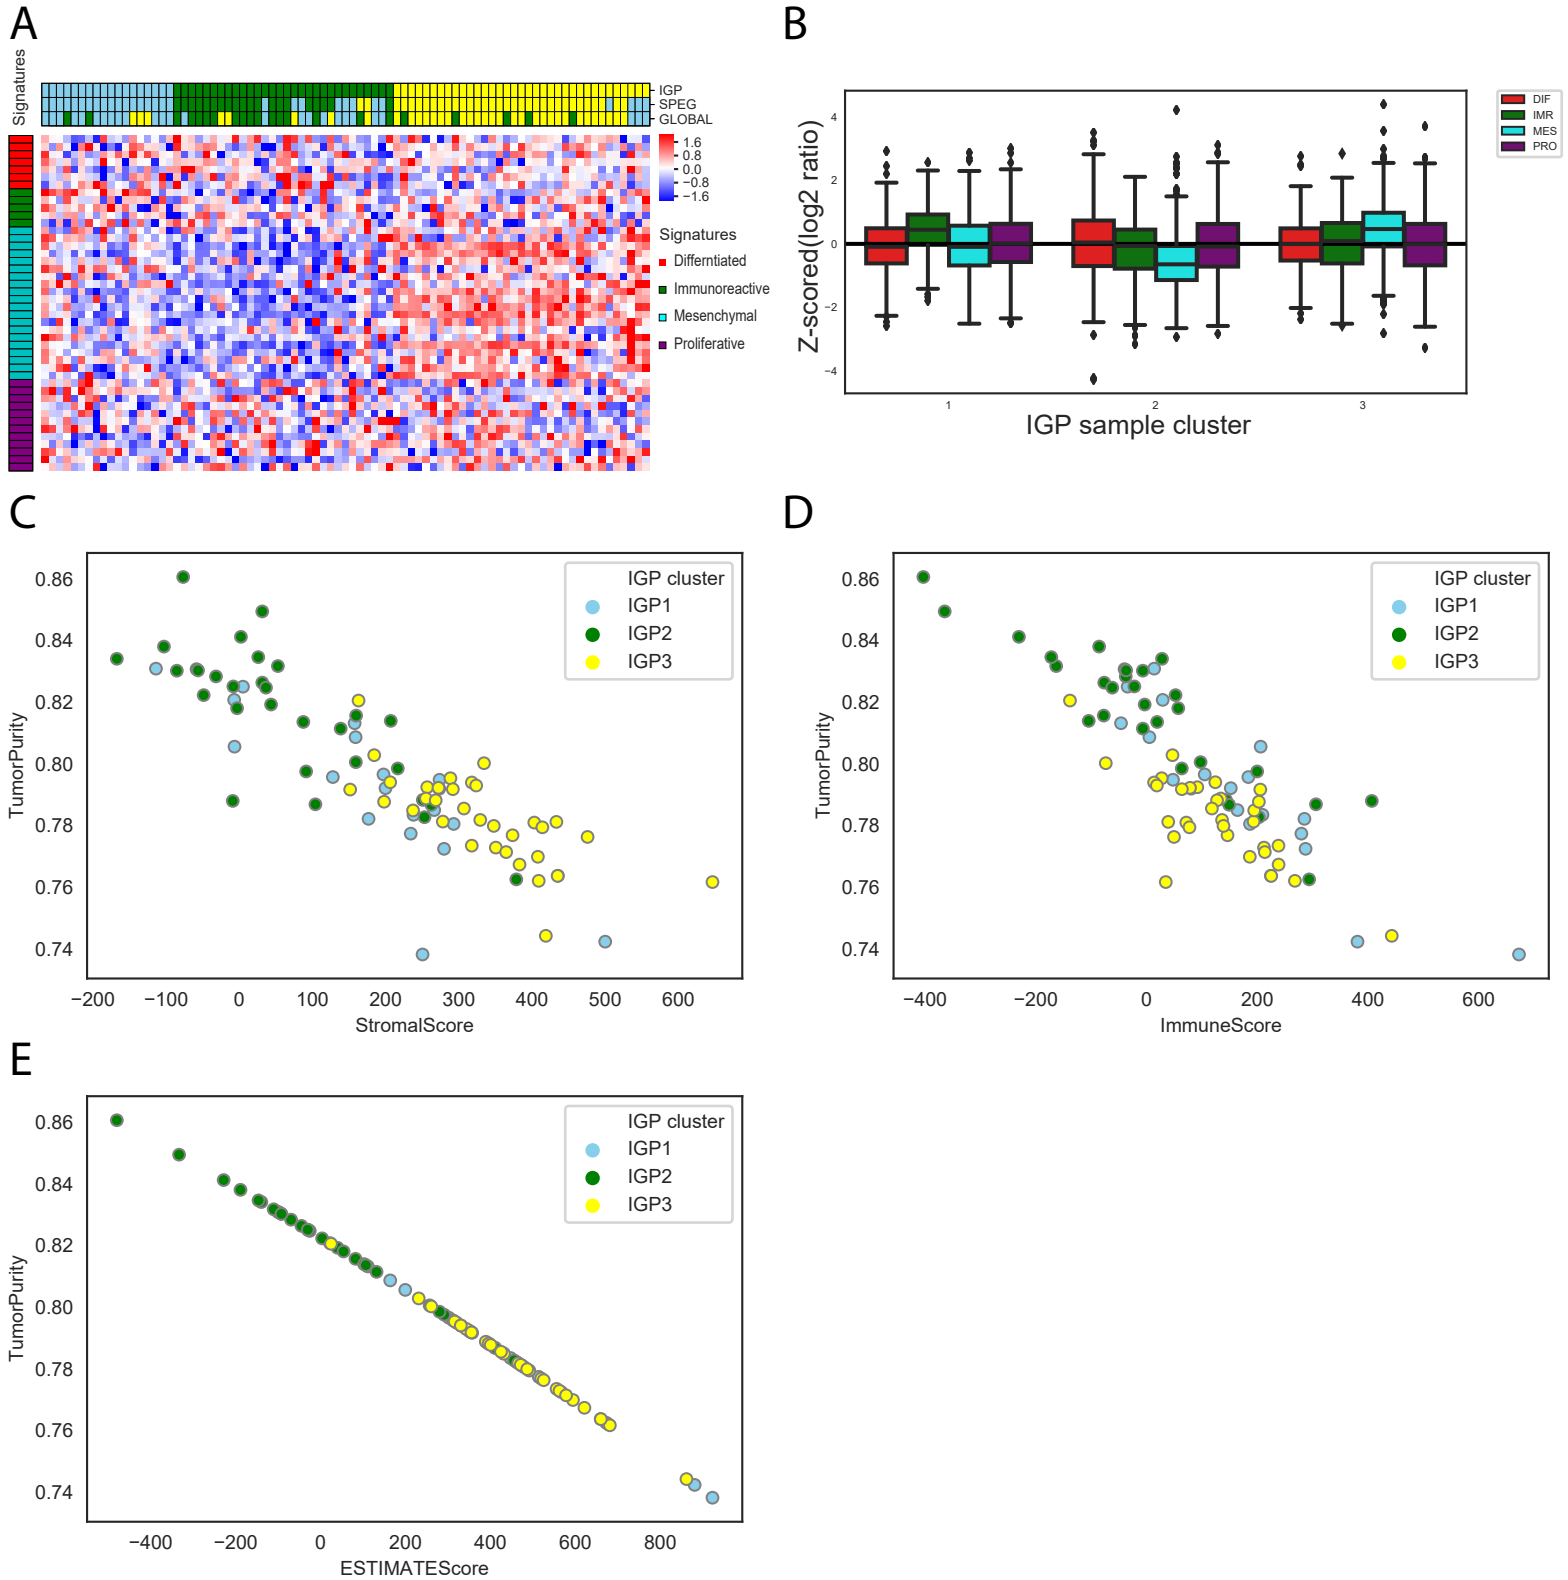 A
Signatures
IGP
SPEG
GLOBAL
1.6
0.8
0.0
−0.8
−1.6
Signatures
Differntiated
Immunoreactive
Mesenchymal
Proliferative
B
Z-scored(log2 ratio)
4
2
0
−2
−4
1 2 3
IGP sample cluster
DIF
IMR
MES
PRO
C
TumorPurity
0.86
0.84
0.82
0.80
0.78
0.76
0.74
−200 −100 0 100 200 300 400 500 600
StromalScore
IGP cluster
IGP1
IGP2
IGP3
D
TumorPurity
0.86
0.84
0.82
0.80
0.78
0.76
0.74
−400 −200 0 200 400 600
ImmuneScore
IGP cluster
IGP1
IGP2
IGP3
E
TumorPurity
0.86
0.84
0.82
0.80
0.78
0.76
0.74
−400 −200 0 200 400 600 800
ESTIMATEScore
IGP cluster
IGP1
IGP2
IGP3